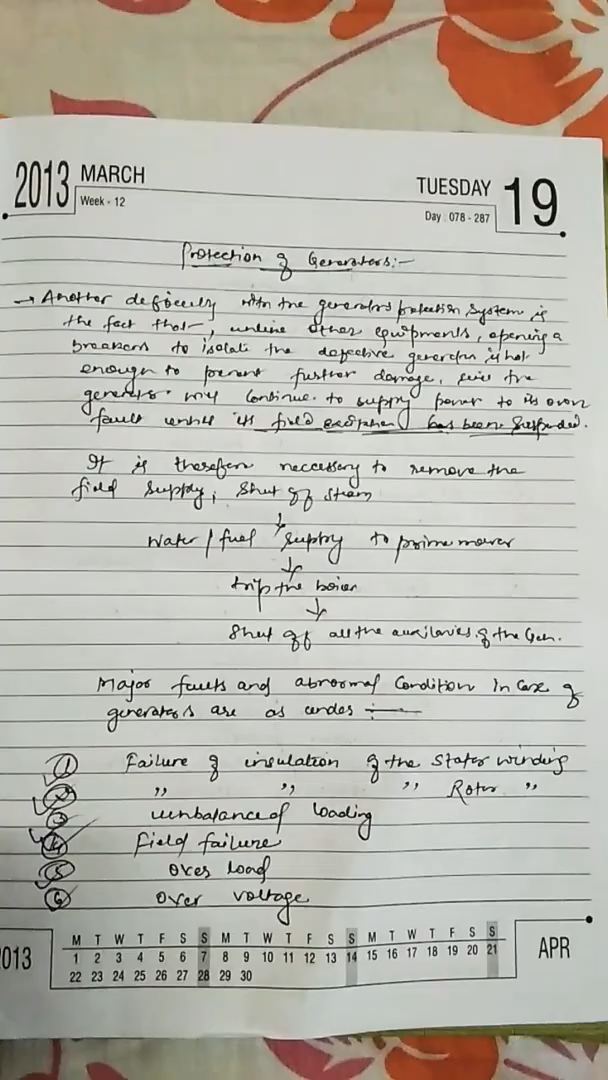 2013 MARCH
Week - 12
TUESDAY 19
Day : 078 - 287
Protection of Generators:-
→ Another difficulty with the generators protection system is
the fact that, unline other equipments, opening a
breakers to isolate the defective generator is not
enough to prevent further damage, since the
generator may continue to supply power to its own
fault until its field excitation has been suspended.
It is therefore neccessary to remove the
field supply, shut off steam
↓
water / fuel supply to prime mover
↓
trip the boiler
↓
Shut off all the auxilaries of the Gen.
Major faults and abnormal Condition in Case of
generators are as under :-
① Failure of insulation of the Stator winding
② ,, ,, ,, Rotor ,,
③ unbalance of loading
④ Field failure
⑤ over load
⑥ over voltage
2013 APR
M T W T F S S M T W T F S S M T W T F S S
1 2 3 4 5 6 7 8 9 10 11 12 13 14 15 16 17 18 19 20 21
22 23 24 25 26 27 28 29 30